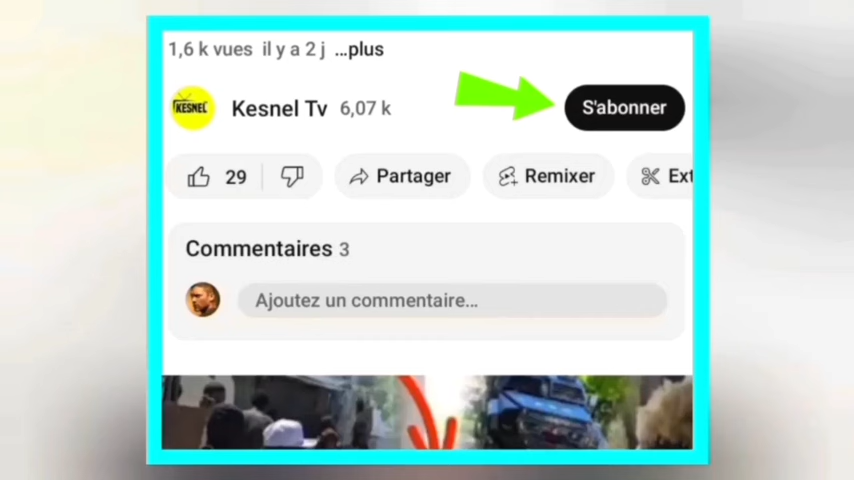 1,6 k vues il y a 2 j ...plus
KESNEL
Kesnel Tv 6,07 k
S'abonner
29
Partager
Remixer
Ext
Commentaires 3
Ajoutez un commentaire...